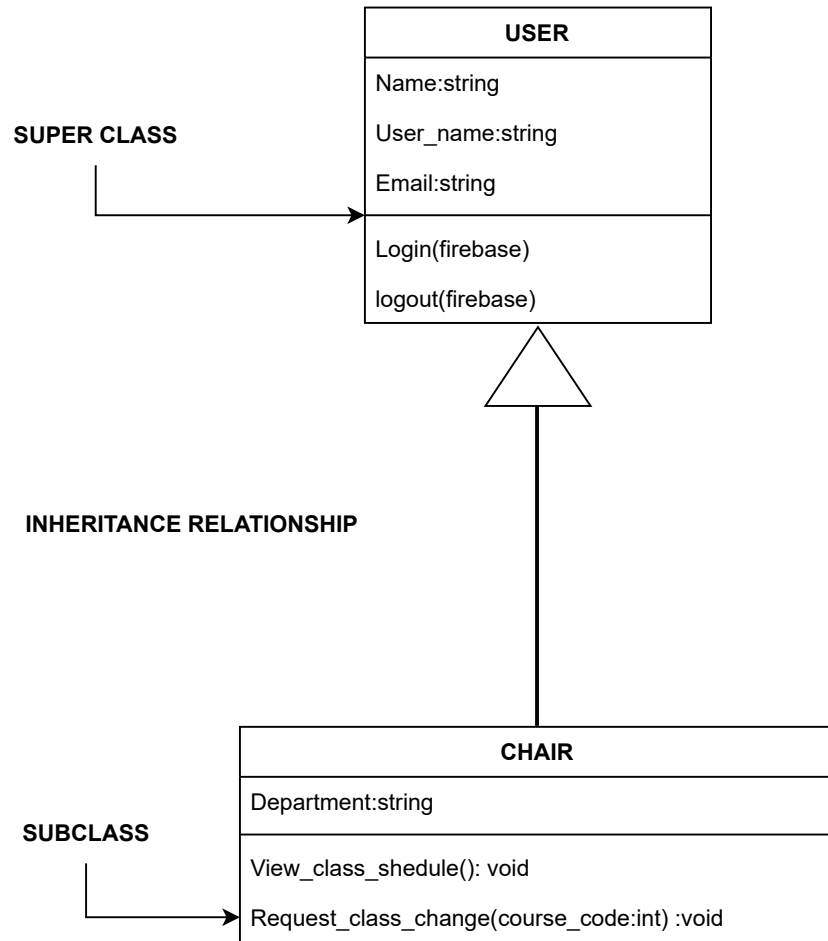 USER
Name:string
User_name:string
Email:string
SUPER CLASS
Login(firebase)
logout(firebase)
INHERITANCE RELATIONSHIP
CHAIR
Department:string
SUBCLASS
View_class_shedule(): void
Request_class_change(course_code:int) :void